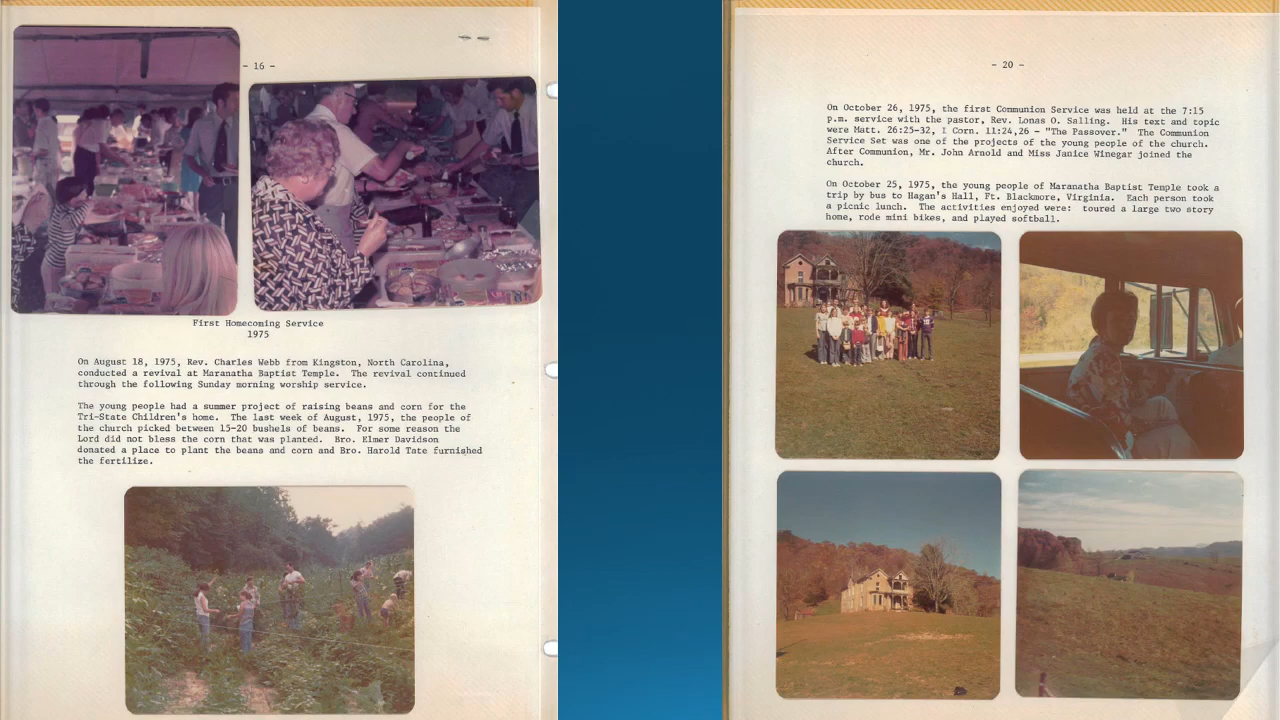 - 16 -
First Homecoming Service
1975
On August 18, 1975, Rev. Charles Webb from Kingston, North Carolina,
conducted a revival at Maranatha Baptist Temple. The revival continued
through the following Sunday morning worship service.
The young people had a summer project of raising beans and corn for the
Tri-State Children's home. The last week of August, 1975, the people of
the church picked between 15-20 bushels of beans. For some reason the
Lord did not bless the corn that was planted. Bro. Elmer Davidson
donated a place to plant the beans and corn and Bro. Harold Tate furnished
the fertilize.
- 20 -
On October 26, 1975, the first Communion Service was held at the 7:15
p.m. service with the pastor, Rev. Lonas O. Salling. His text and topic
were Matt. 26:25-32, I Corn. 11:24,26 - "The Passover." The Communion
Service Set was one of the projects of the young people of the church.
After Communion, Mr. John Arnold and Miss Janice Winegar joined the
church.
On October 25, 1975, the young people of Maranatha Baptist Temple took a
trip by bus to Hagan's Hall, Ft. Blackmore, Virginia. Each person took
a picnic lunch. The activities enjoyed were: toured a large two story
home, rode mini bikes, and played softball.